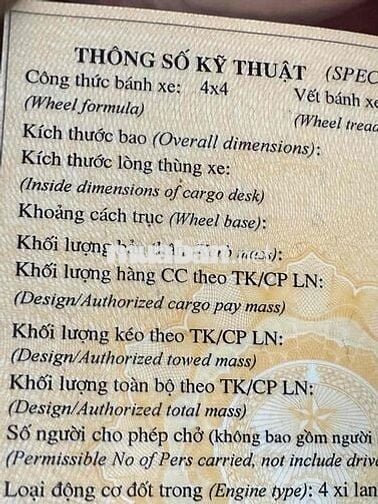 THÔNG SỐ KỸ THUẬT (SPEC
Công thức bánh xe: 4x4 Vết bánh xe
(Wheel formula) (Wheel tread
Kích thước bao (Overall dimensions):
Kích thước lòng thùng xe:
(Inside dimensions of cargo desk)
Khoảng cách trục (Wheel base):
Khối lượng mass):
Khối lượng hàng CC theo TK/CP LN:
(Design/Authorized cargo pay mass)
Khối lượng kéo theo TK/CP LN:
(Design/Authorized towed mass)
Khối lượng toàn bộ theo TK/CP LN:
(Design/Authorized total mass)
Số người cho phép chở (không bao gồm người
(Permissible No of Pers carried, not include drive
Loại động cơ đốt trong (Engine type): 4 xi lan